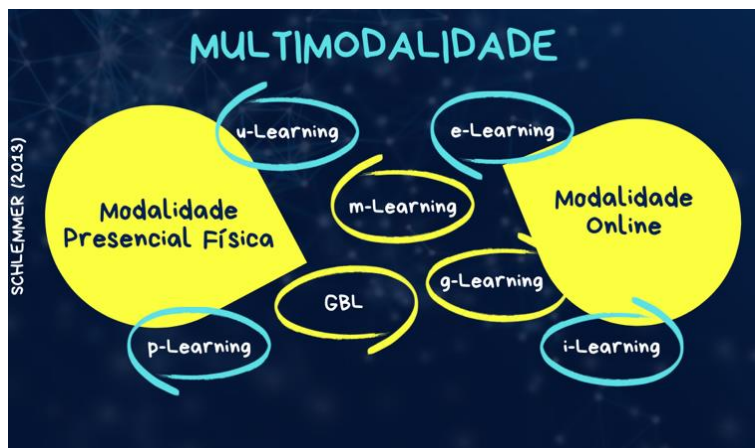 MULTIMODALIDADE
SCHLEMMER (2013)
u-Learning
e-Learning
Modalidade
Presencial Física
m-Learning
Modalidade
Online
GBL
g-Learning
p-Learning
i-Learning